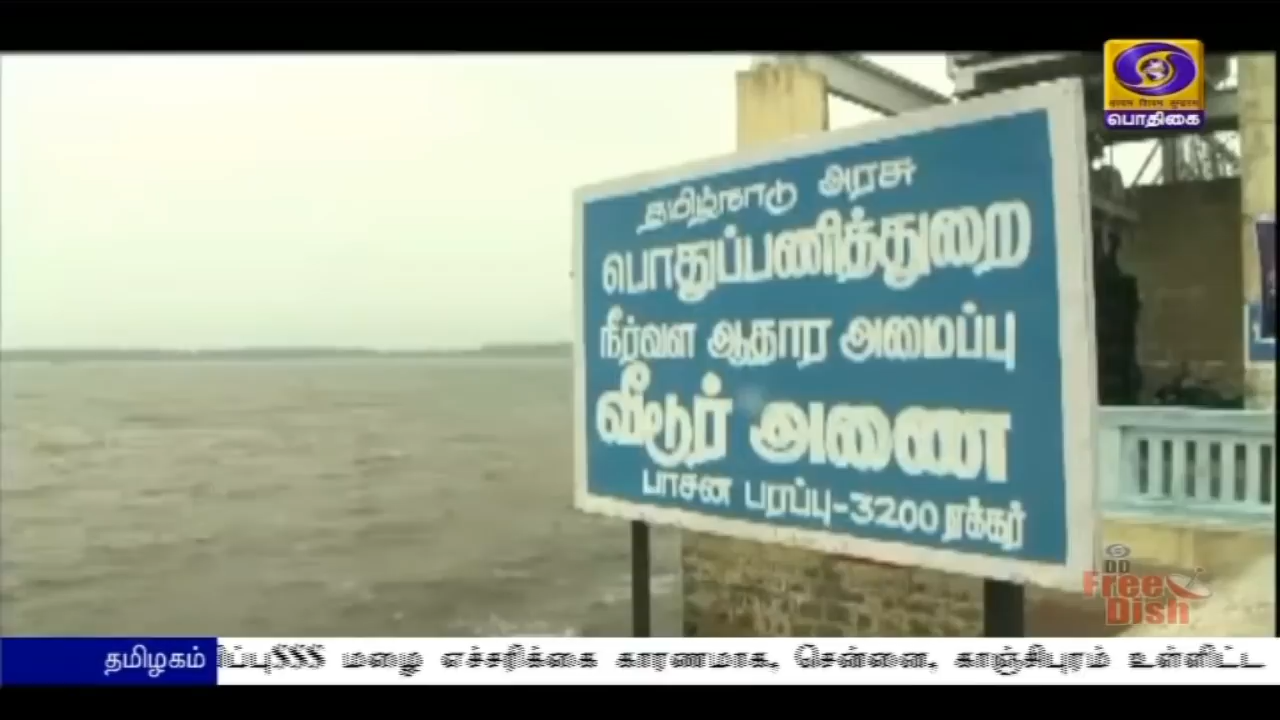 பொதிகை
தமிழ்நாடு அரசு
பொதுப்பணித்துறை
நீர்வள ஆதார அமைப்பு
வீடூர் அணை
பாசன பரப்பு-3200 ஏக்கர்
DD
Free
Dish
தமிழகம் ிப்புSSS மழை எச்சரிக்கை காரணமாக, சென்னை, காஞ்சிபுரம் உள்ளிட்ட